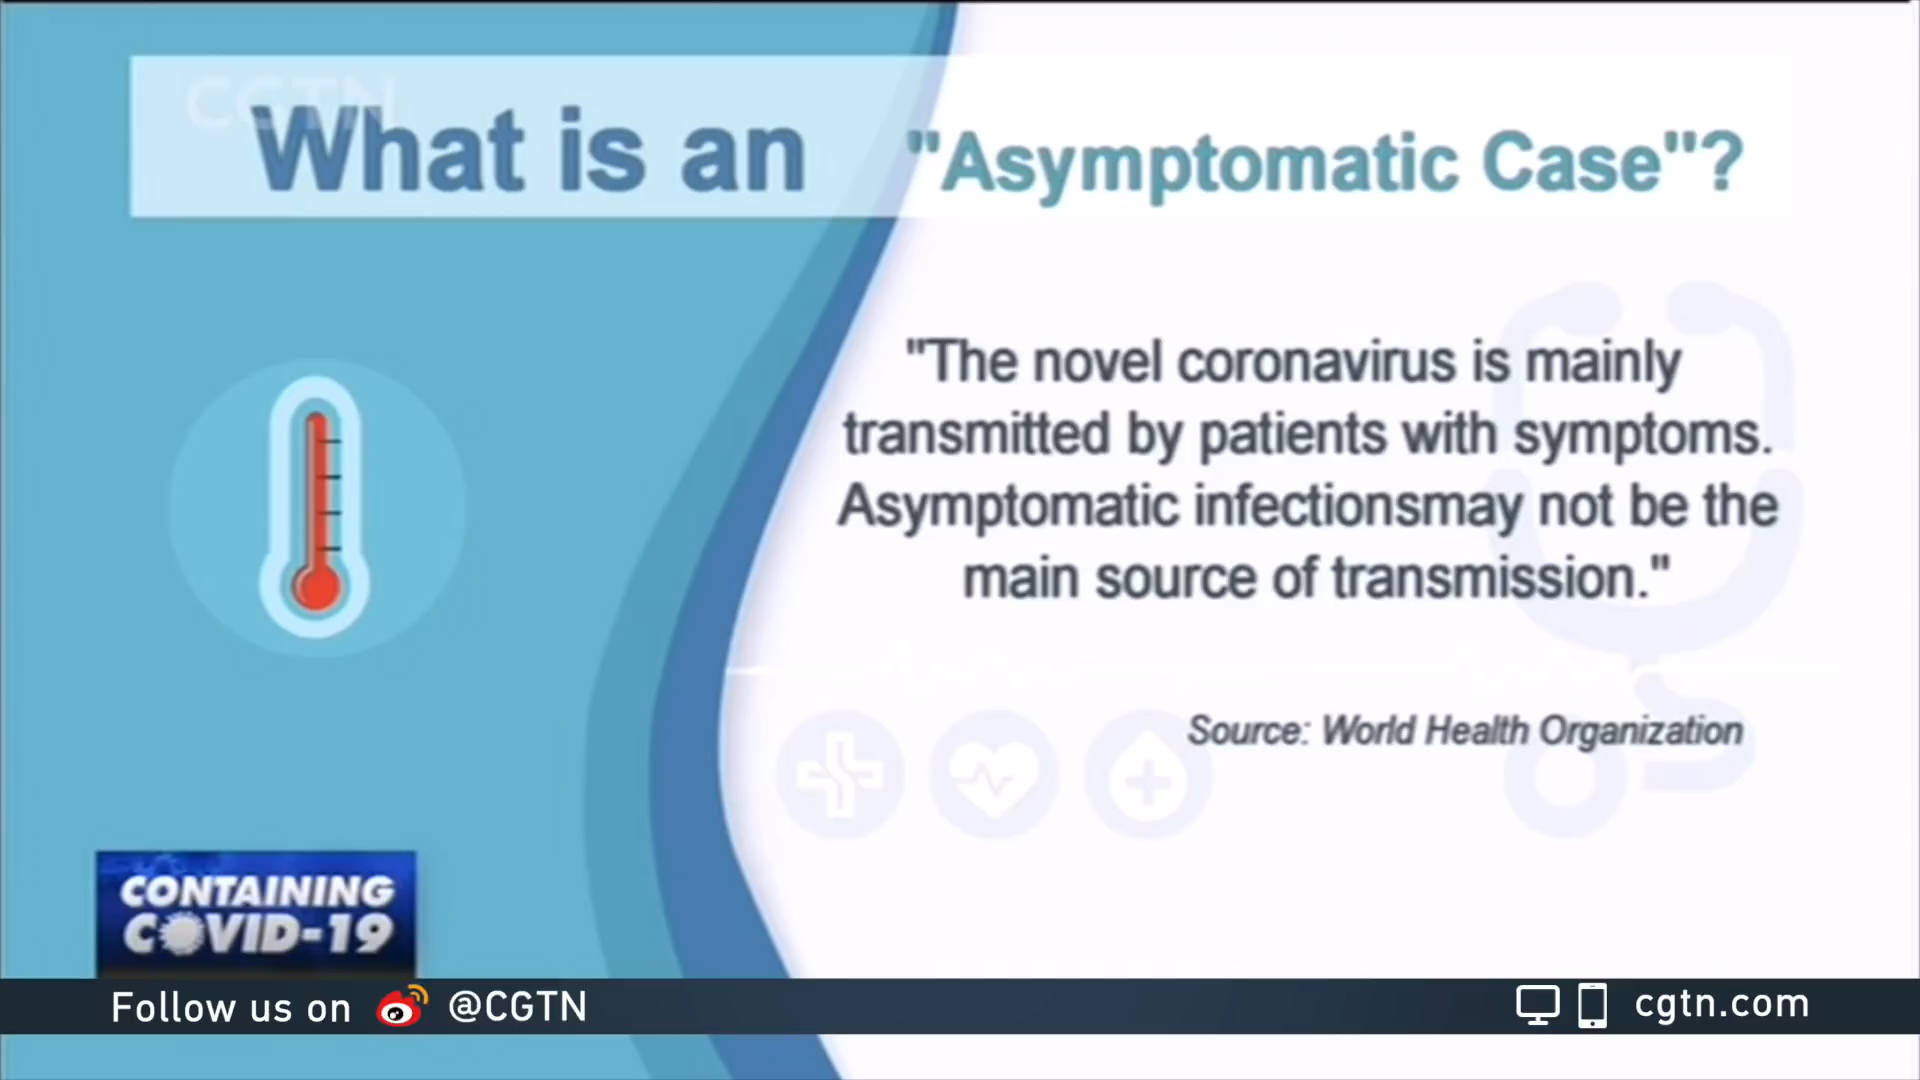 CGTN
What is an "Asymptomatic Case"?
"The novel coronavirus is mainly
transmitted by patients with symptoms.
Asymptomatic infectionsmay not be the
main source of transmission."
Source: World Health Organization
CONTAINING
COVID-19
Follow us on @CGTN
cgtn.com